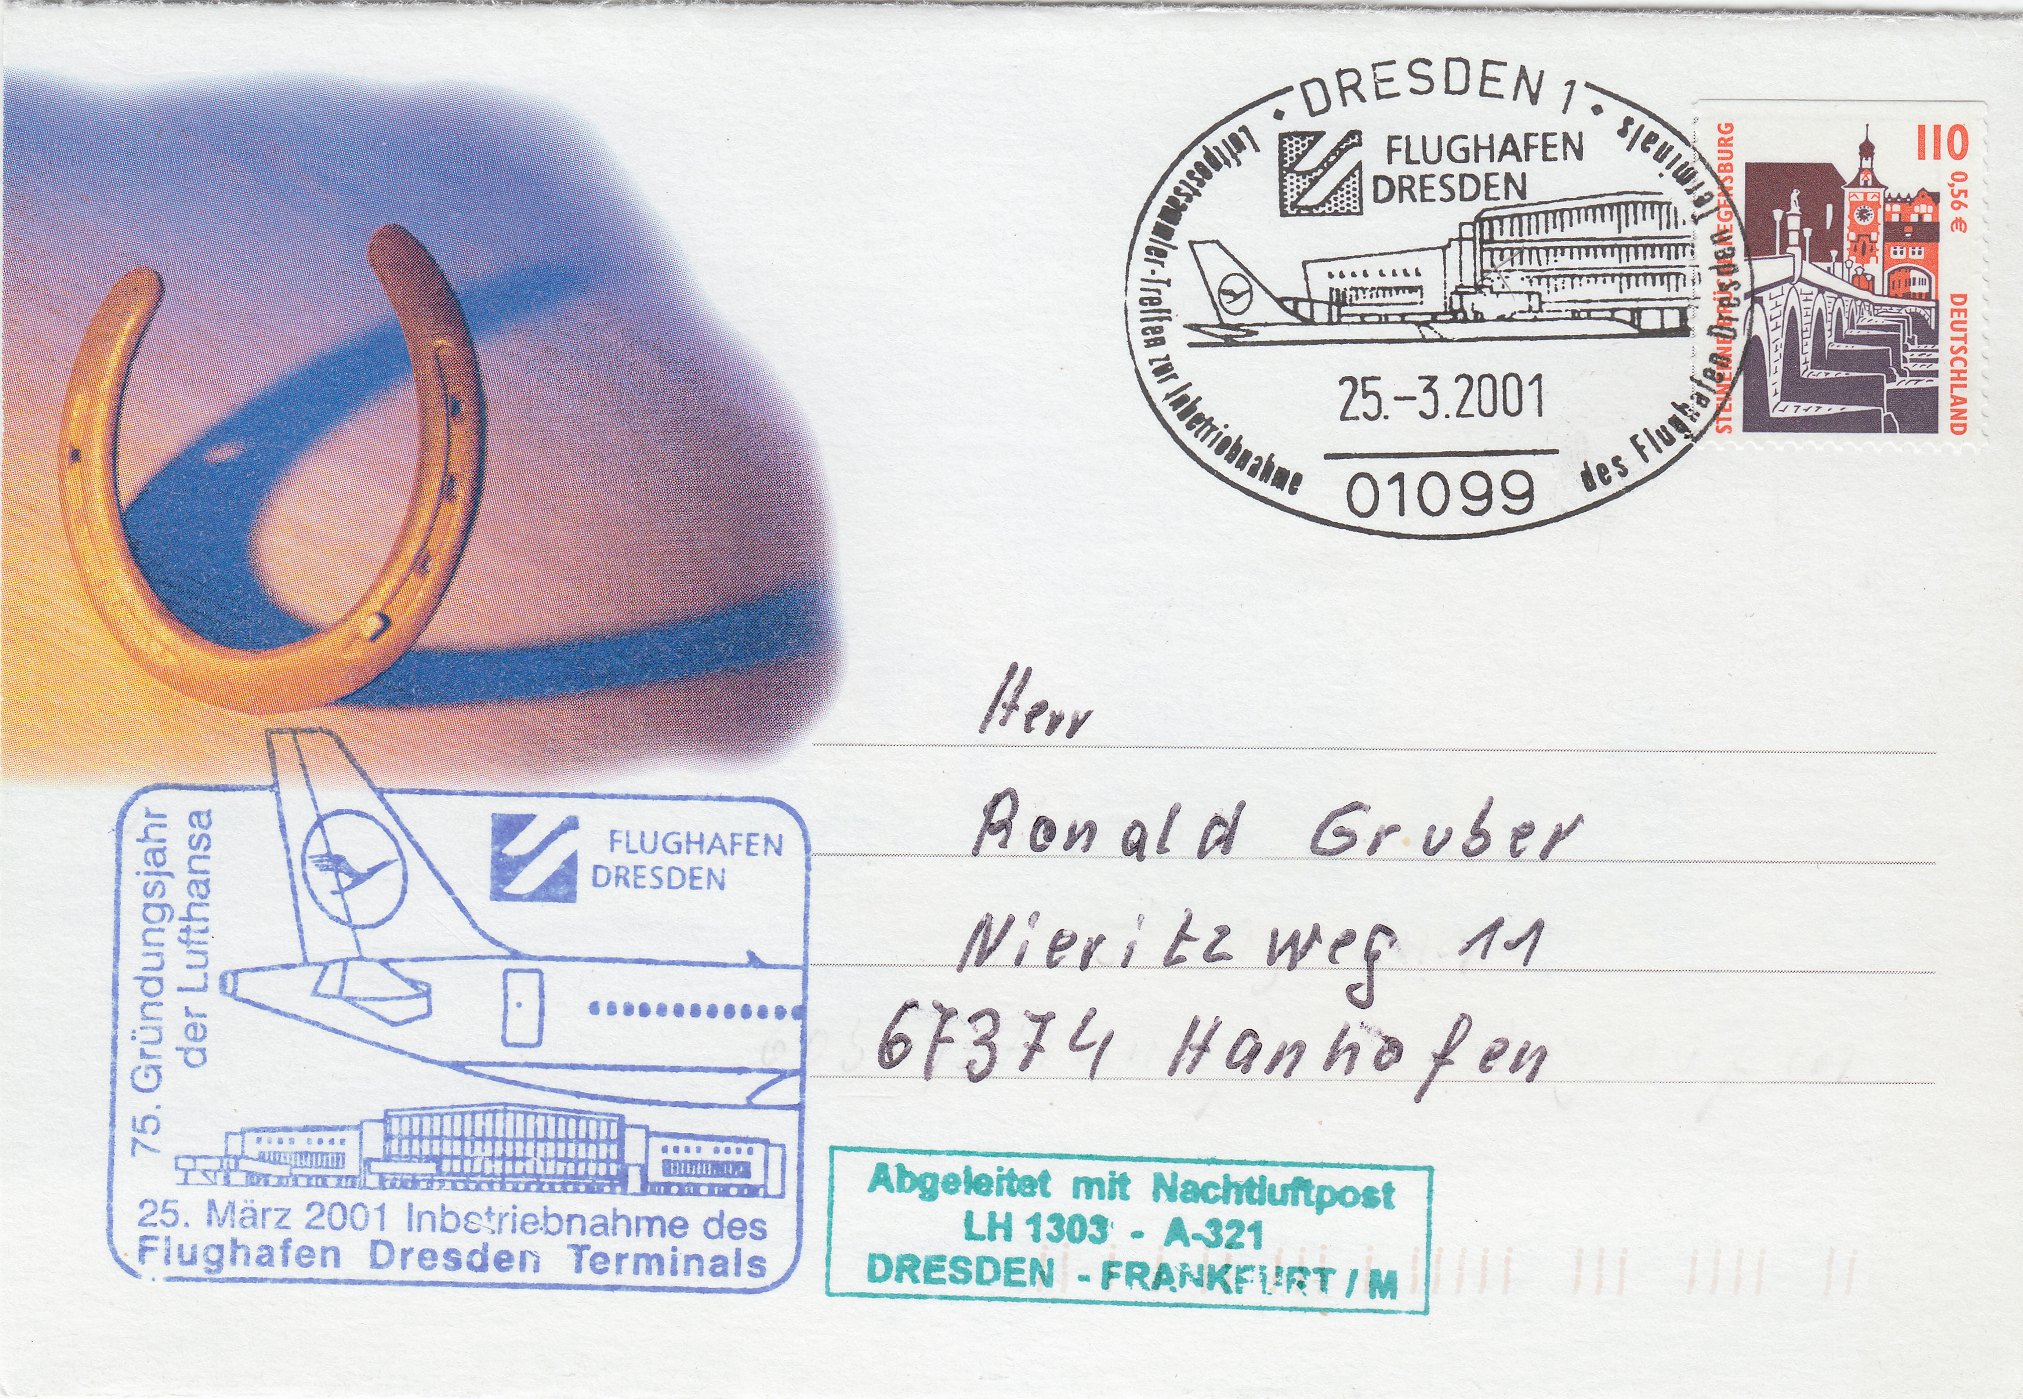 DRESDEN 1
Luftpostsammler-Treffen zur Inbetriebnahme
des Flughafen Dresden Terminals
FLUGHAFEN
DRESDEN
25.-3.2001
01099
110
0,56 €
STEINERNE BRÜCKE REGENSBURG
DEUTSCHLAND
Herr
Ronald Gruber
Nieritzweg 11
67374 Hanhofen
75. Gründungsjahr
der Lufthansa
FLUGHAFEN
DRESDEN
25. März 2001 Inbetriebnahme des
Flughafen Dresden Terminals
Abgeleitet mit Nachtluftpost
LH 1303 - A-321
DRESDEN - FRANKFURT / M